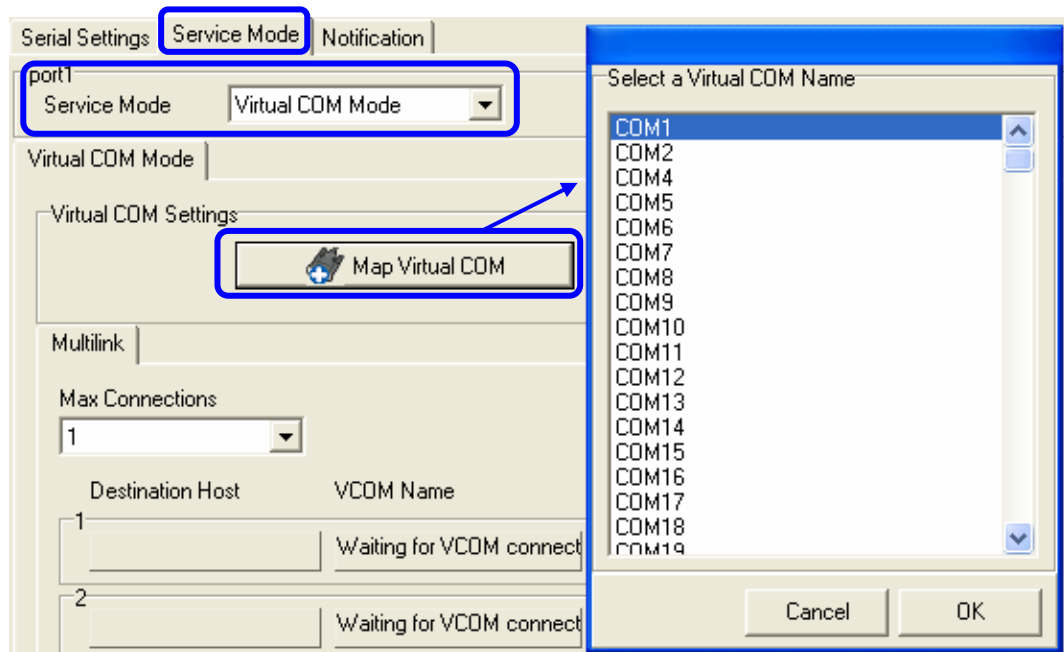 Serial Settings Service Mode Notification
port1
Service Mode Virtual COM Mode
Virtual COM Mode
Virtual COM Settings
Map Virtual COM
Multilink
Max Connections
1
Destination Host VCOM Name
1
Waiting for VCOM connect
2
Waiting for VCOM connect
Select a Virtual COM Name
COM1
COM2
COM4
COM5
COM6
COM7
COM8
COM9
COM10
COM11
COM12
COM13
COM14
COM15
COM16
COM17
COM18
COM19
Cancel OK